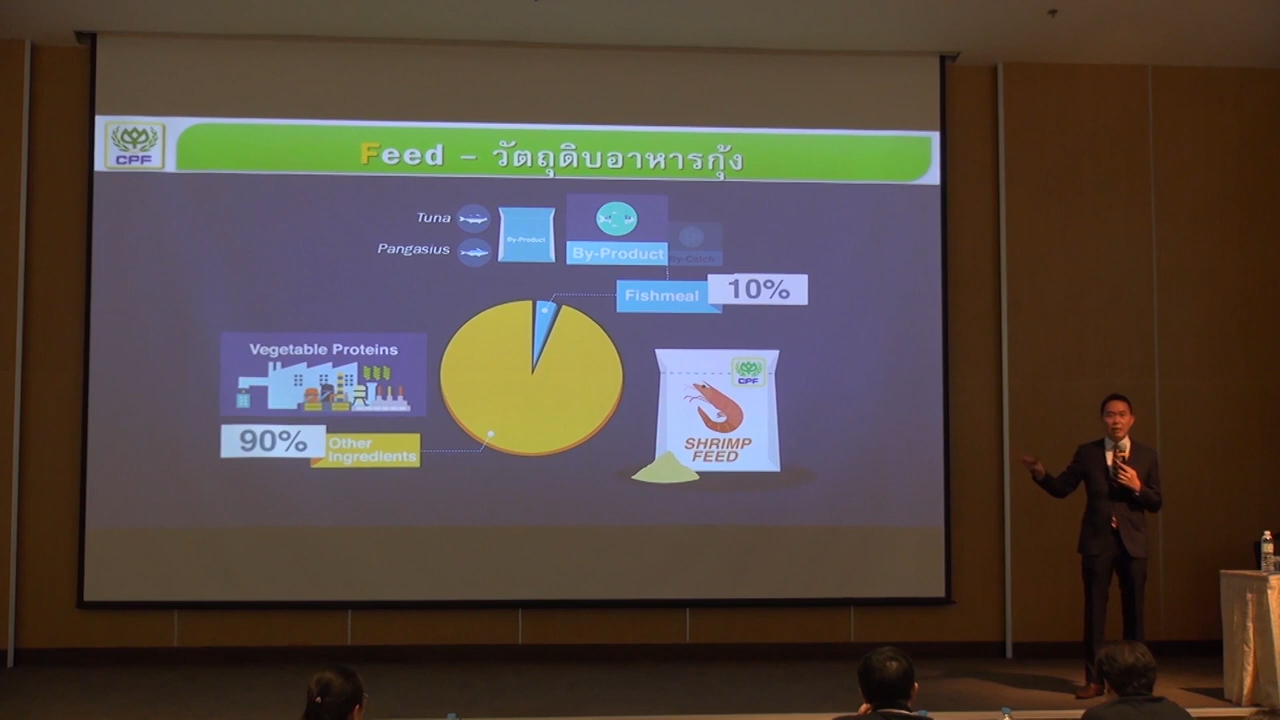 CPF
Feed – วัตถุดิบอาหารกุ้ง
Tuna
Pangasius
By-Product
By-Product
By-Catch
Fishmeal
10%
Vegetable Proteins
90%
Other
Ingredients
CPF
SHRIMP
FEED